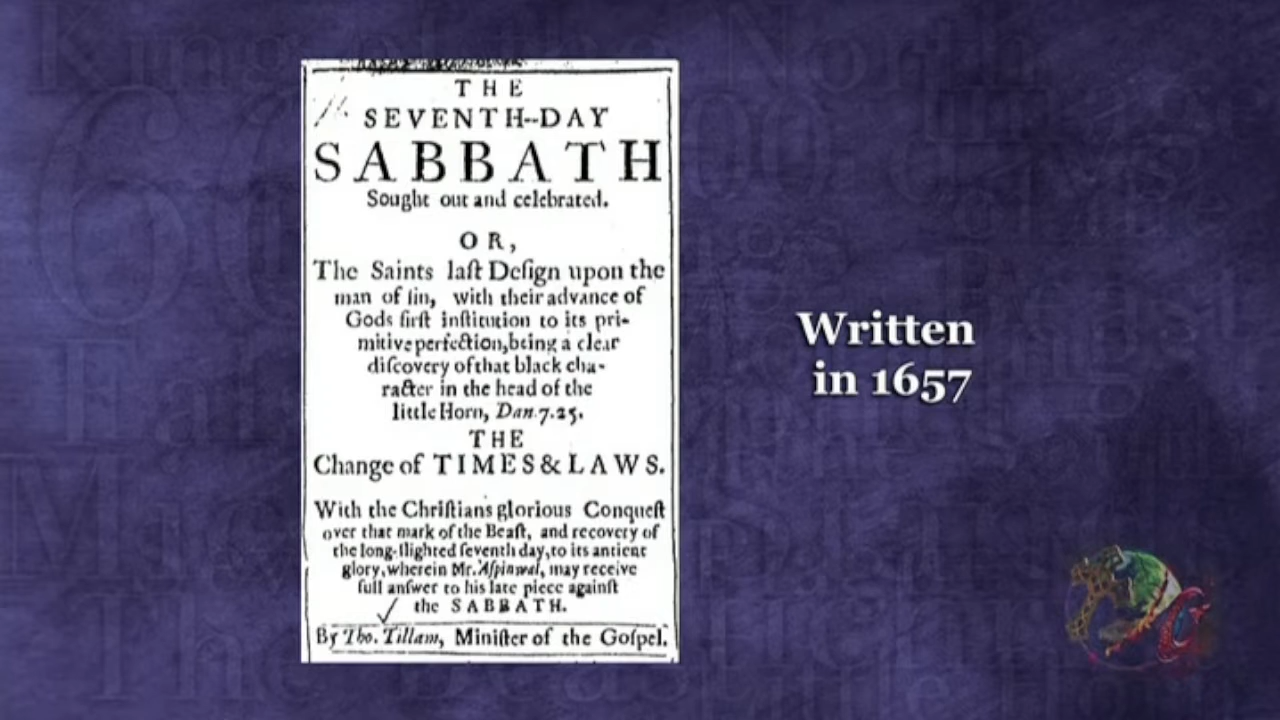 THE
SEVENTH--DAY
SABBATH
Sought out and celebrated.
OR,
The Saints laſt Deſign upon the
man of ſin, with their advance of
Gods firſt inſtitution to its pri-
mitive perfection, being a clear
diſcovery of that black cha-
racter in the head of the
little Horn, Dan. 7. 25.
THE
Change of TIMES & LAWS.
With the Chriſtians glorious Conqueſt
over that mark of the Beaſt, and recovery of
the long-ſlighted ſeventh day, to its antient
glory, wherein Mr. Aſpinwal, may receive
full anſwer to his late piece againſt
the SABBATH.
By Tho. Tillam, Miniſter of the Goſpel.
Written
in 1657
King of the North